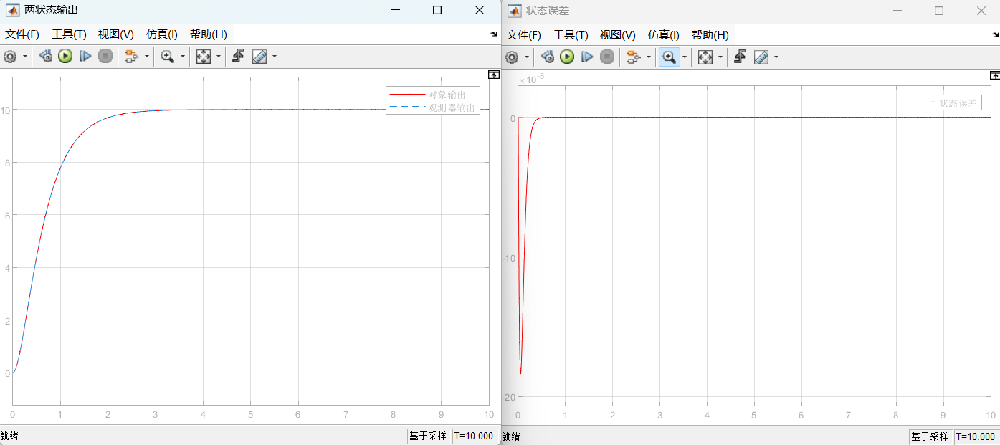 两状态输出
文件(F) 工具(T) 视图(V) 仿真(I) 帮助(H)
对象输出
观测器输出
10
8
6
4
2
0
0 1 2 3 4 5 6 7 8 9 10
就绪 基于采样 T=10.000
状态误差
文件(F) 工具(T) 视图(V) 仿真(I) 帮助(H)
×10-5
状态误差
0
-10
-20
0 1 2 3 4 5 6 7 8 9 10
就绪 基于采样 T=10.000